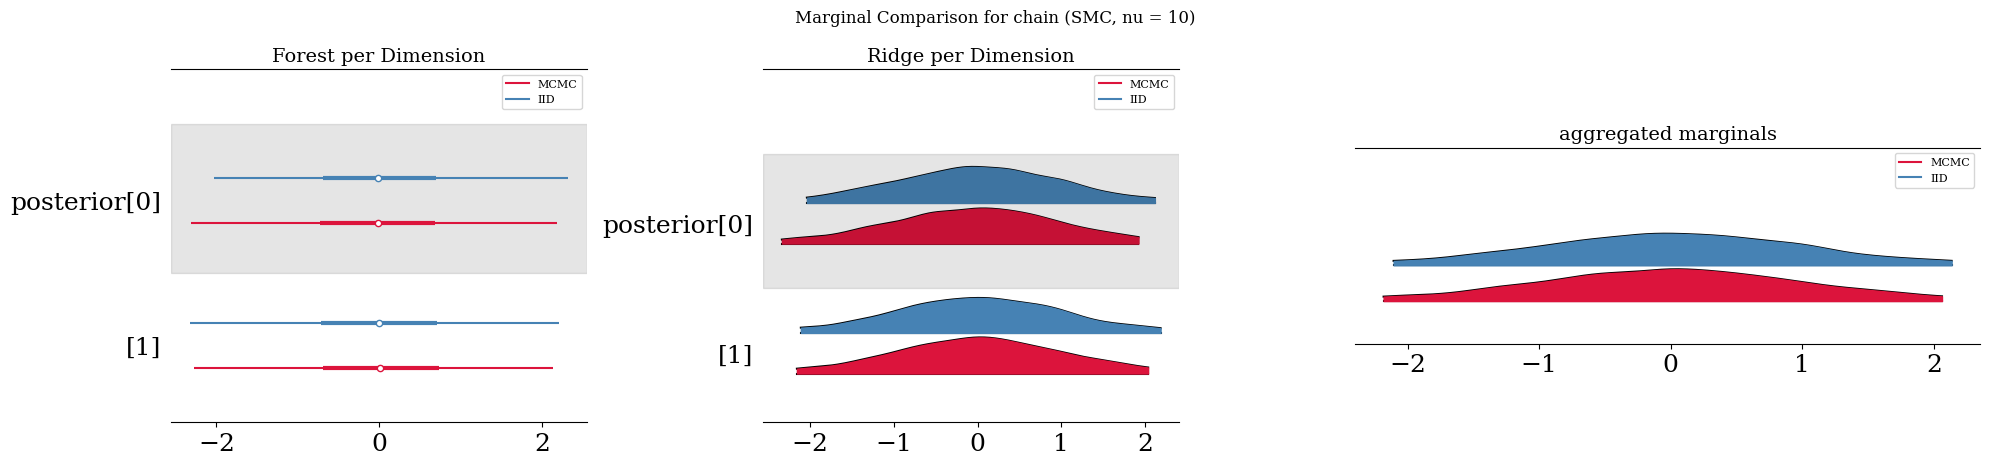 Marginal Comparison for chain (SMC, nu = 10)
Forest per Dimension
MCMC
IID
posterior[0]
[1]
−2 0 2
Ridge per Dimension
MCMC
IID
posterior[0]
[1]
−2 −1 0 1 2
aggregated marginals
MCMC
IID
−2 −1 0 1 2